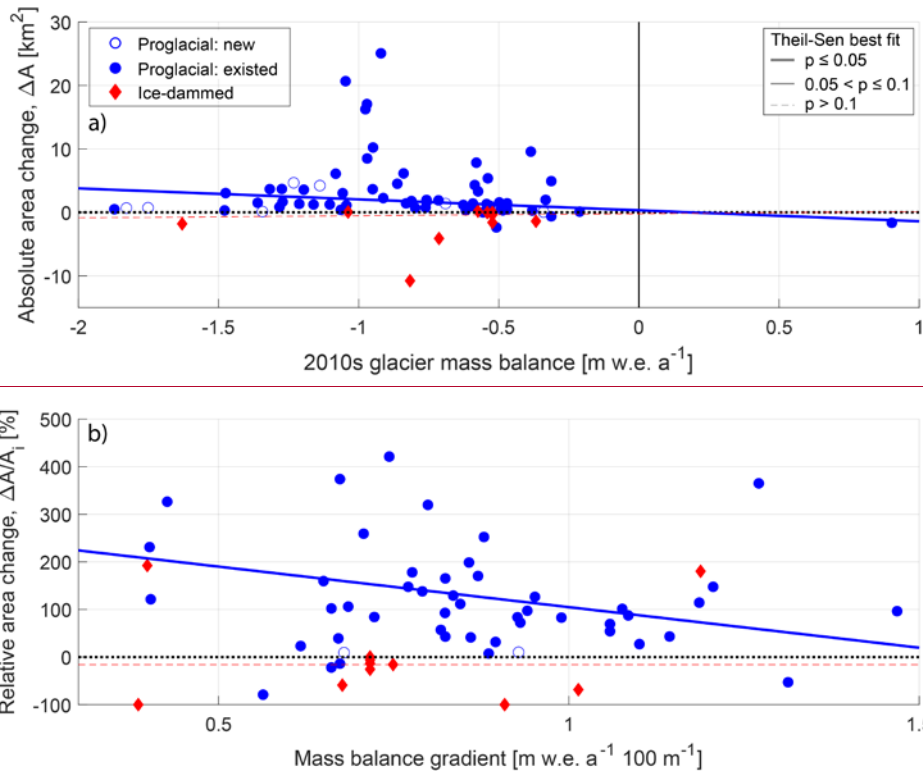 Absolute area change, ΔA [km²]
30
20
10
0
-10
a)
Proglacial: new
Proglacial: existed
Ice-dammed
Theil-Sen best fit
p ≤ 0.05
0.05 < p ≤ 0.1
p > 0.1
-2 -1.5 -1 -0.5 0 0.5 1
2010s glacier mass balance [m w.e. a⁻¹]
Relative area change, ΔA/Aᵢ [%]
500
400
300
200
100
0
-100
b)
0.5 1 1.5
Mass balance gradient [m w.e. a⁻¹ 100 m⁻¹]